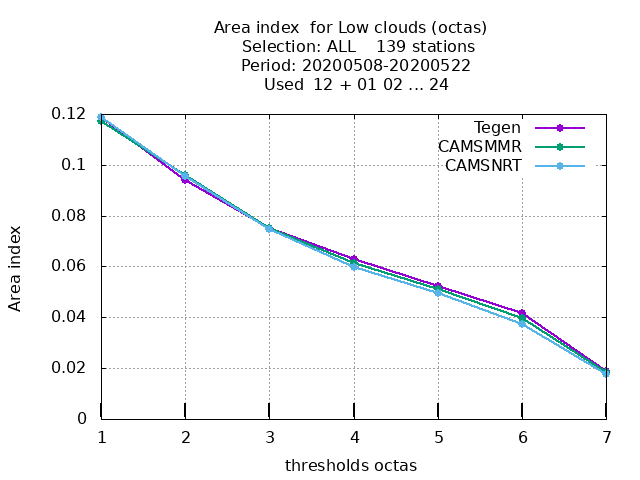 Area index  for Low clouds (octas)
Selection: ALL    139 stations
Period: 20200508-20200522
Used  12 + 01 02 ... 24
0.12
0.1
0.08
0.06
0.04
0.02
0
Area index
Tegen
CAMSMMR
CAMSNRT
1 2 3 4 5 6 7
thresholds octas